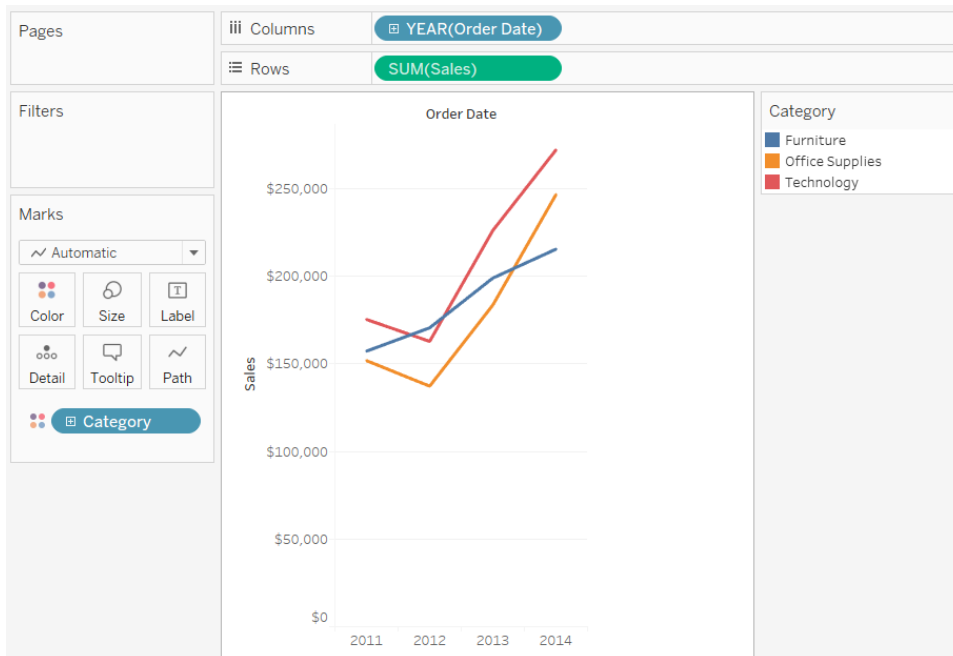 Pages
Columns
YEAR(Order Date)
Rows
SUM(Sales)
Filters
Marks
Automatic
Color
Size
T
Label
Detail
Tooltip
Path
Category
Order Date
Sales
$250,000
$200,000
$150,000
$100,000
$50,000
$0
2011 2012 2013 2014
Category
Furniture
Office Supplies
Technology